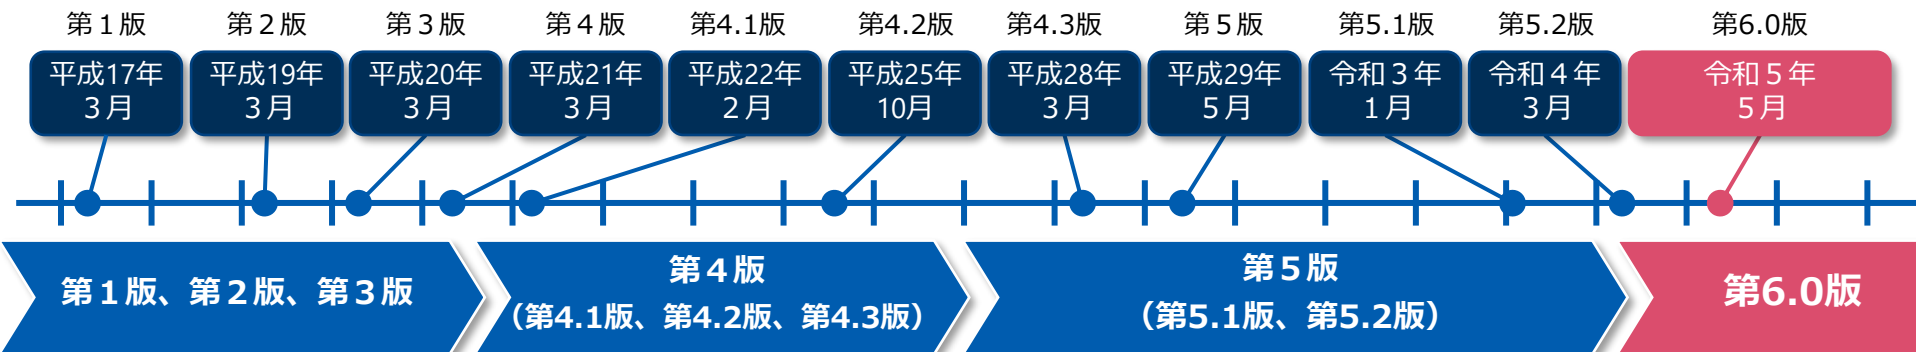 第１版
第２版
第３版
第４版
第4.1版
第4.2版
第4.3版
第５版
第5.1版
第5.2版
第6.0版
平成17年
３月
平成19年
３月
平成20年
３月
平成21年
３月
平成22年
２月
平成25年
10月
平成28年
３月
平成29年
５月
令和３年
１月
令和４年
３月
令和５年
５月
第１版、第２版、第３版
第４版
（第4.1版、第4.2版、第4.3版）
第５版
（第5.1版、第5.2版）
第6.0版